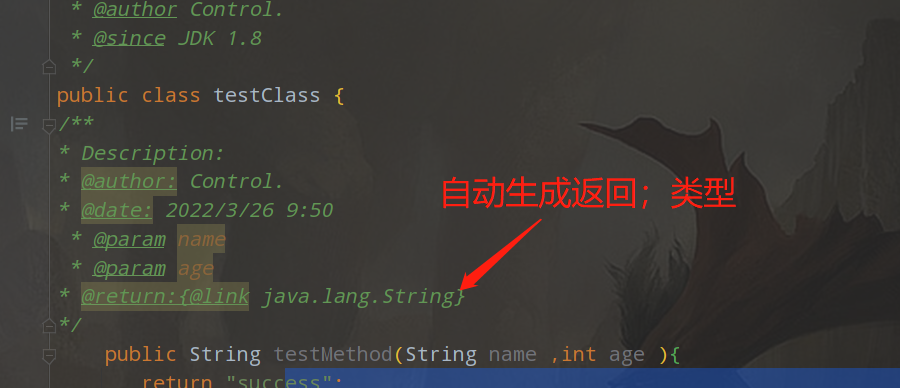 * @author Control.
* @since JDK 1.8
*/
public class testClass {
/**
* Description:
* @author: Control.
* @date: 2022/3/26 9:50
* @param name
* @param age
* @return:{@link java.lang.String}
*/
public String testMethod(String name ,int age ){
return "success";
自动生成返回；类型